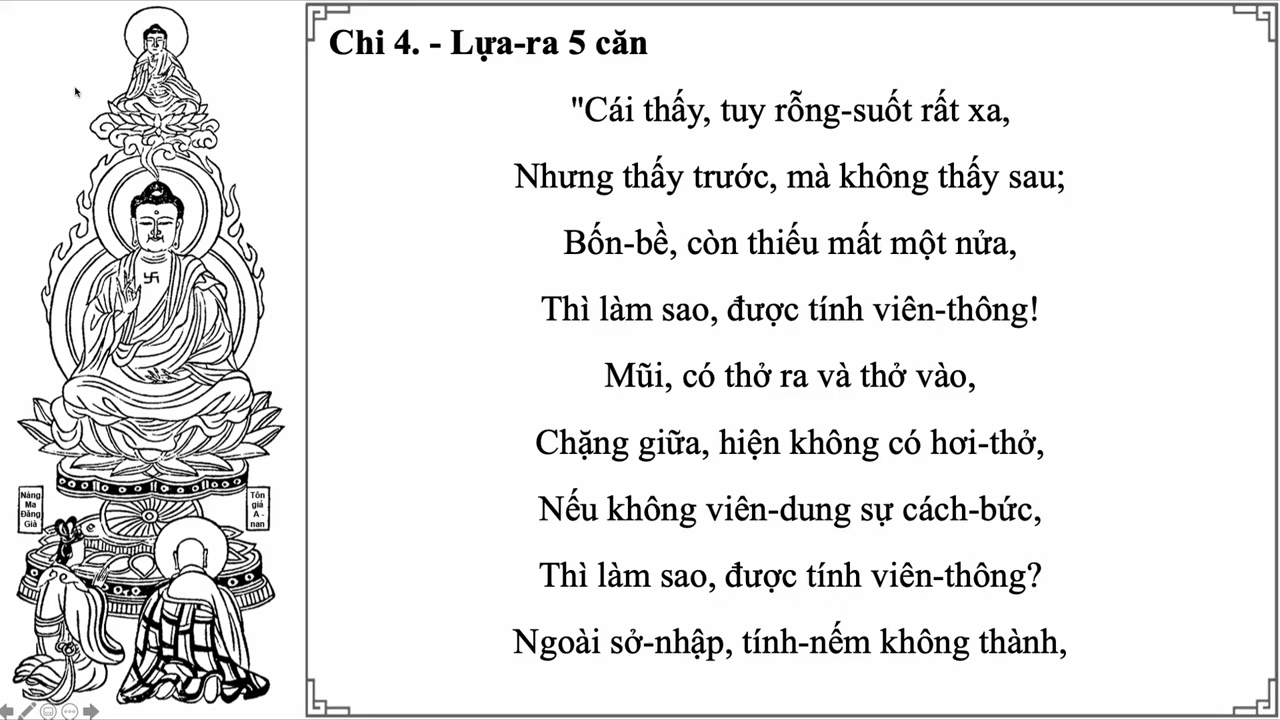 Chi 4. - Lựa-ra 5 căn
"Cái thấy, tuy rỗng-suốt rất xa,
Nhưng thấy trước, mà không thấy sau;
Bốn-bề, còn thiếu mất một nửa,
Thì làm sao, được tính viên-thông!
Mũi, có thở ra và thở vào,
Chặng giữa, hiện không có hơi-thở,
Nếu không viên-dung sự cách-bức,
Thì làm sao, được tính viên-thông?
Ngoài sở-nhập, tính-nếm không thành,
Nàng
Ma
Đăng
Già
Tôn
giả
A -
nan